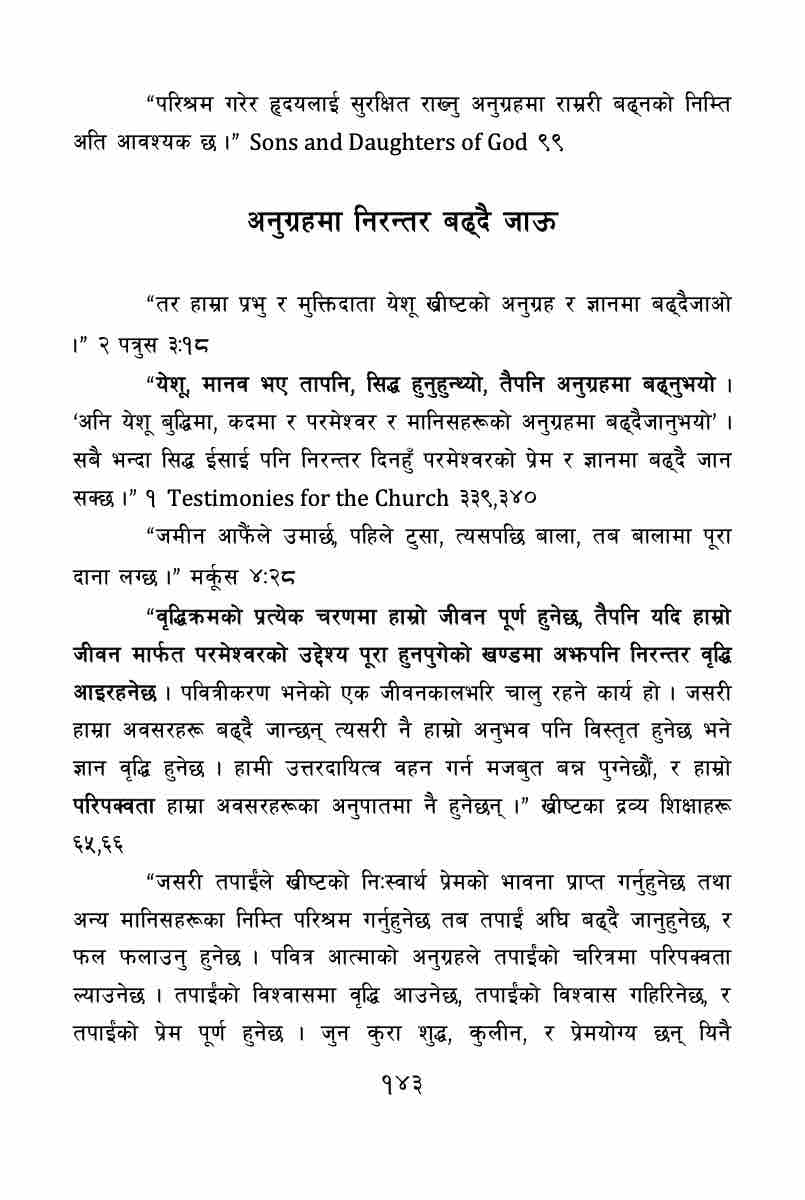 “परिश्रम गरेर हृदयलाई सुरक्षित राख्नु अनुग्रहमा राम्ररी बढ्नको निम्ति
अति आवश्यक छ ।” Sons and Daughters of God ९९
अनुग्रहमा निरन्तर बढ्दै जाऊ
“तर हाम्रा प्रभु र मुक्तिदाता येशू ख्रीष्टको अनुग्रह र ज्ञानमा बढ्दैजाओ
।” २ पत्रुस ३:१८
“येशू, मानव भए तापनि, सिद्ध हुनुहुन्थ्यो, तैपनि अनुग्रहमा बढ्नुभयो ।
‘अनि येशू बुद्धिमा, कदमा र परमेश्वर र मानिसहरूको अनुग्रहमा बढ्दैजानुभयो’ ।
सबै भन्दा सिद्ध ईसाई पनि निरन्तर दिनहुँ परमेश्वरको प्रेम र ज्ञानमा बढ्दै जान
सक्छ ।” १ Testimonies for the Church ३३९,३४०
“जमीन आफैंले उमार्छ, पहिले टुसा, त्यसपछि बाला, तब बालामा पूरा
दाना लग्छ ।” मर्कूस ४:२८
“वृद्धिक्रमको प्रत्येक चरणमा हाम्रो जीवन पूर्ण हुनेछ, तैपनि यदि हाम्रो
जीवन मार्फत परमेश्वरको उद्देश्य पूरा हुनपुगेको खण्डमा अझपनि निरन्तर वृद्धि
आइरहनेछ । पवित्रीकरण भनेको एक जीवनकालभरि चालु रहने कार्य हो । जसरी
हाम्रा अवसरहरू बढ्दै जान्छन् त्यसरी नै हाम्रो अनुभव पनि विस्तृत हुनेछ भने
ज्ञान वृद्धि हुनेछ । हामी उत्तरदायित्व वहन गर्न मजबुत बन्न पुग्नेछौं, र हाम्रो
परिपक्वता हाम्रा अवसरहरूका अनुपातमा नै हुनेछन् ।” ख्रीष्टका द्रव्य शिक्षाहरू
६५,६६
“जसरी तपाईंले ख्रीष्टको निःस्वार्थ प्रेमको भावना प्राप्त गर्नुहुनेछ तथा
अन्य मानिसहरूका निम्ति परिश्रम गर्नुहुनेछ तब तपाईं अघि बढ्दै जानुहुनेछ, र
फल फलाउनु हुनेछ । पवित्र आत्माको अनुग्रहले तपाईंको चरित्रमा परिपक्वता
ल्याउनेछ । तपाईंको विश्वासमा वृद्धि आउनेछ, तपाईंको विश्वास गहिरिनेछ, र
तपाईंको प्रेम पूर्ण हुनेछ । जुन कुरा शुद्ध, कुलीन, र प्रेमयोग्य छन् यिनै
१४३